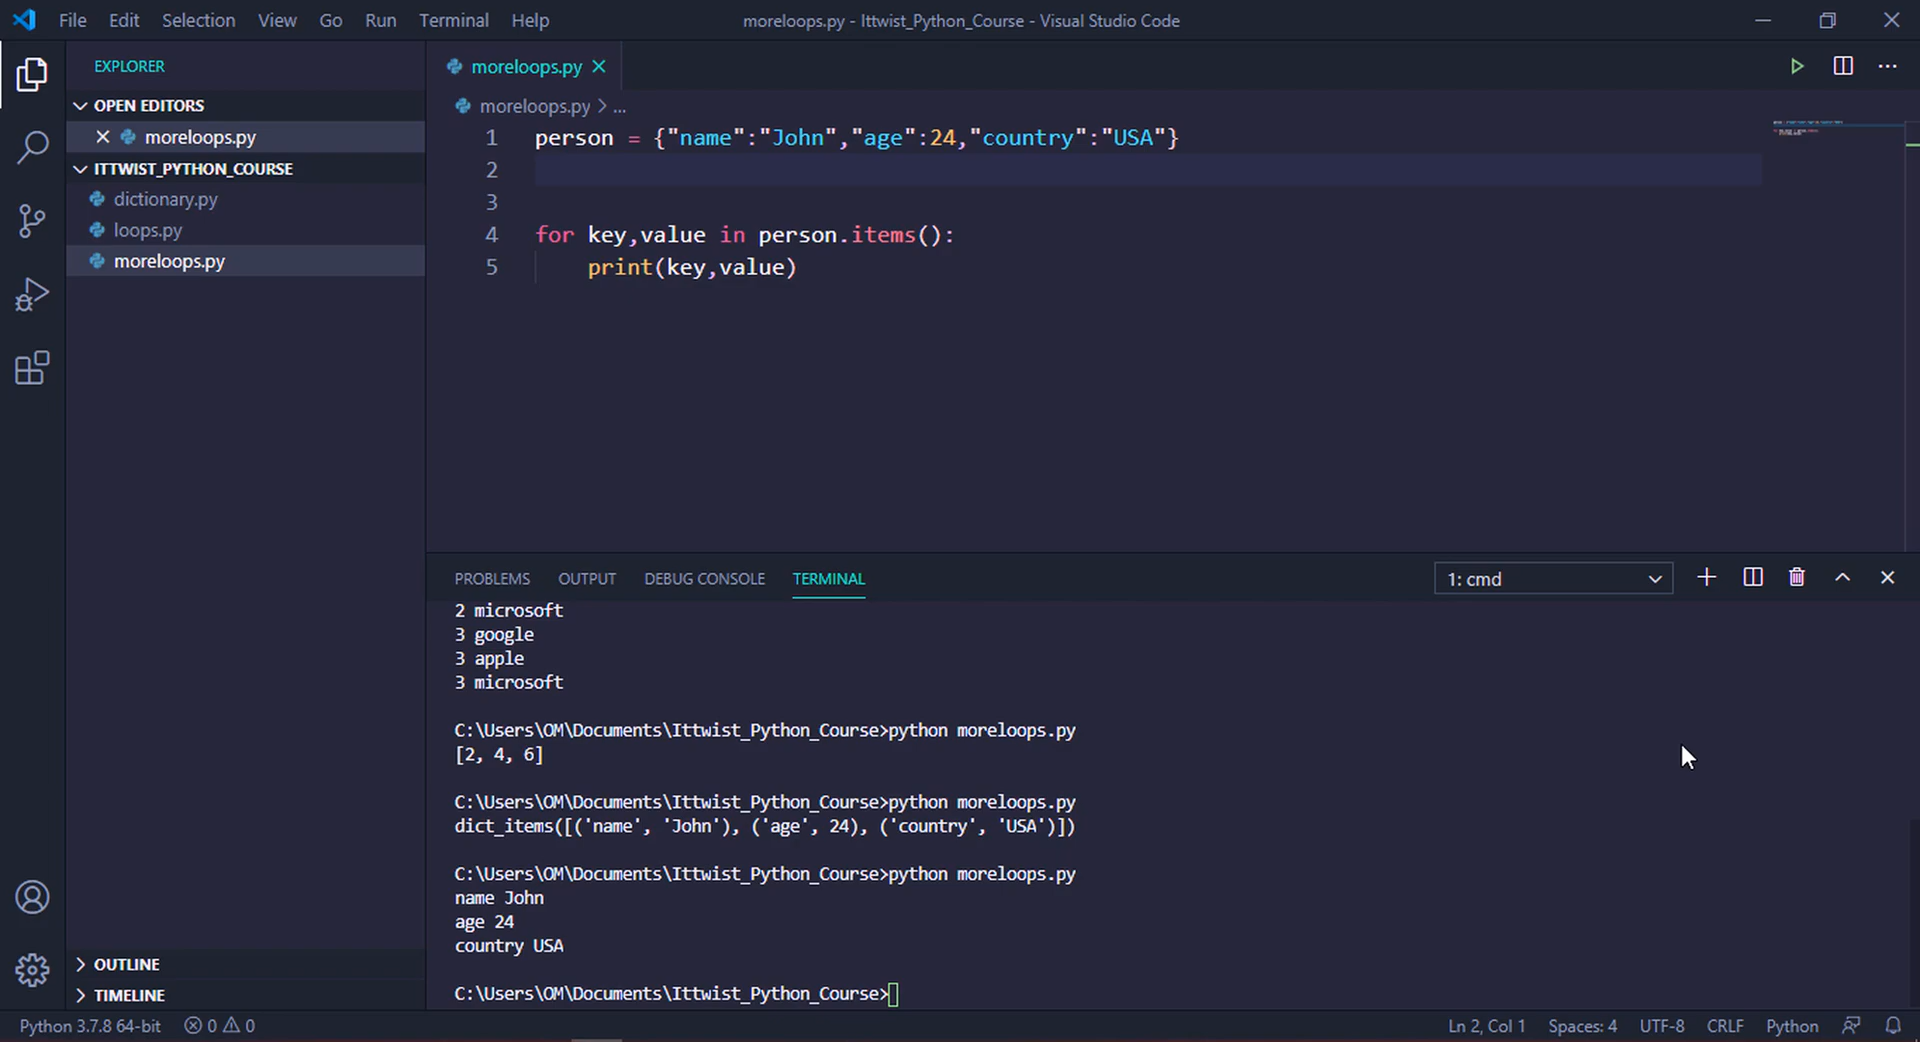 File Edit Selection View Go Run Terminal Help
moreloops.py - Ittwist_Python_Course - Visual Studio Code
EXPLORER
OPEN EDITORS
moreloops.py
ITTWIST_PYTHON_COURSE
dictionary.py
loops.py
moreloops.py
OUTLINE
TIMELINE
moreloops.py
moreloops.py > ...
1 person = {"name":"John","age":24,"country":"USA"}
2
3
4 for key,value in person.items():
5     print(key,value)
PROBLEMS OUTPUT DEBUG CONSOLE TERMINAL
1: cmd
2 microsoft
3 google
3 apple
3 microsoft
C:\Users\OM\Documents\Ittwist_Python_Course>python moreloops.py
[2, 4, 6]
C:\Users\OM\Documents\Ittwist_Python_Course>python moreloops.py
dict_items([('name', 'John'), ('age', 24), ('country', 'USA')])
C:\Users\OM\Documents\Ittwist_Python_Course>python moreloops.py
name John
age 24
country USA
C:\Users\OM\Documents\Ittwist_Python_Course>
Python 3.7.8 64-bit 0 0
Ln 2, Col 1 Spaces: 4 UTF-8 CRLF Python